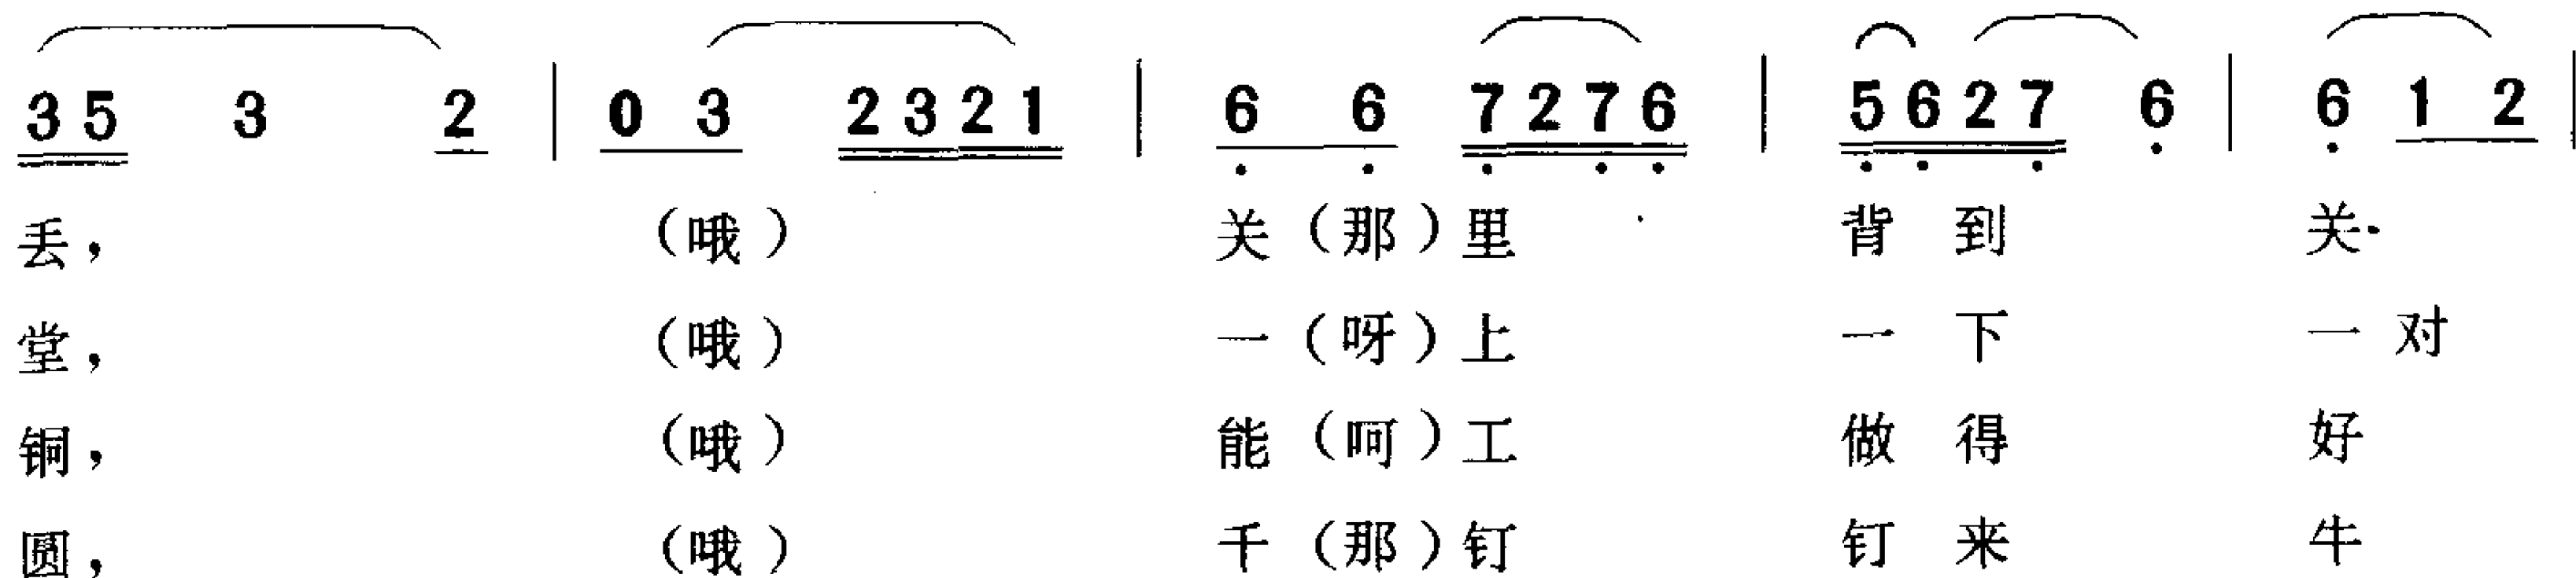 35 3 2 | 0 3 2321 | 6 6 7276 | 5627 6 | 6 1 2 |
丢， （哦） 关（那）里 背到 关·
堂， （哦） 一（呀）上 一下 一对
铜， （哦） 能（呵）工 做得 好
圆， （哦） 千（那）钉 钉来 牛